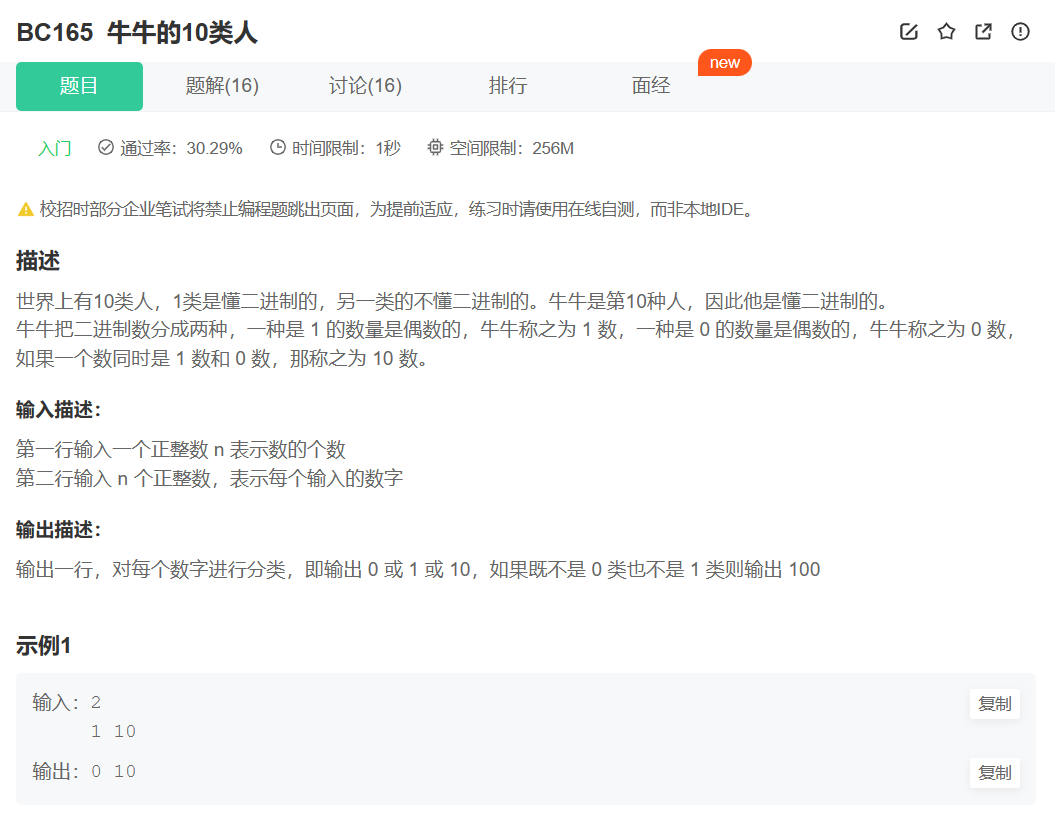 BC165 牛牛的10类人
new
题目 题解(16) 讨论(16) 排行 面经
入门 通过率：30.29% 时间限制：1秒 空间限制：256M
校招时部分企业笔试将禁止编程题跳出页面，为提前适应，练习时请使用在线自测，而非本地IDE。
描述
世界上有10类人，1类是懂二进制的，另一类的不懂二进制的。牛牛是第10种人，因此他是懂二进制的。
牛牛把二进制数分成两种，一种是 1 的数量是偶数的，牛牛称之为 1 数，一种是 0 的数量是偶数的，牛牛称之为 0 数，
如果一个数同时是 1 数和 0 数，那称之为 10 数。
输入描述：
第一行输入一个正整数 n 表示数的个数
第二行输入 n 个正整数，表示每个输入的数字
输出描述：
输出一行，对每个数字进行分类，即输出 0 或 1 或 10，如果既不是 0 类也不是 1 类则输出 100
示例1
输入：2 复制
1 10
输出：0 10 复制